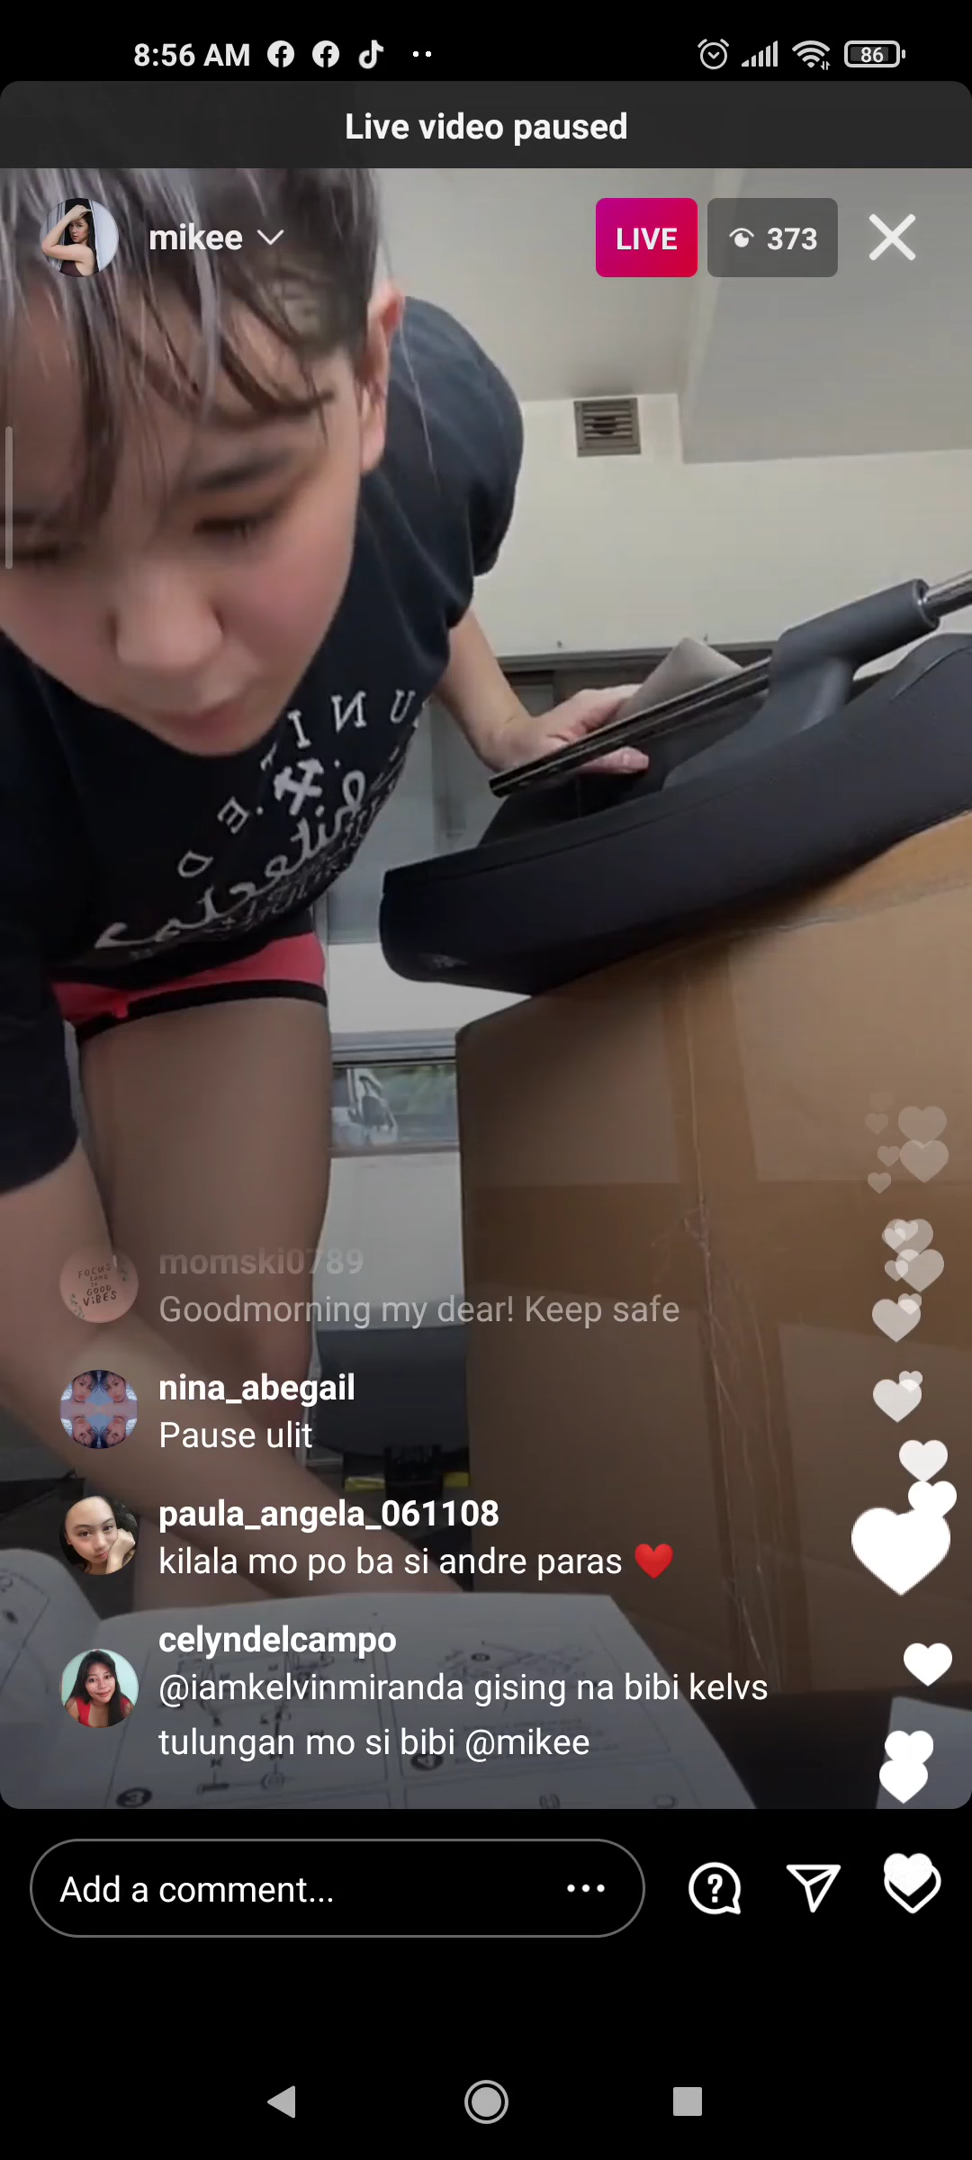 8:56 AM
86
Live video paused
mikee
LIVE
373
UNITED
momski0789
Goodmorning my dear! Keep safe
nina_abegail
Pause ulit
paula_angela_061108
kilala mo po ba si andre paras ❤️
celyndelcampo
@iamkelvinmiranda gising na bibi kelvs
tulungan mo si bibi @mikee
Add a comment...